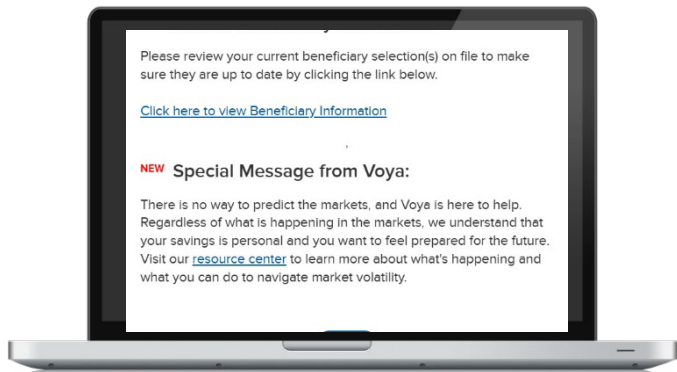 Please review your current beneficiary selection(s) on file to make
sure they are up to date by clicking the link below.
Click here to view Beneficiary Information
NEW Special Message from Voya:
There is no way to predict the markets, and Voya is here to help.
Regardless of what is happening in the markets, we understand that
your savings is personal and you want to feel prepared for the future.
Visit our resource center to learn more about what's happening and
what you can do to navigate market volatility.